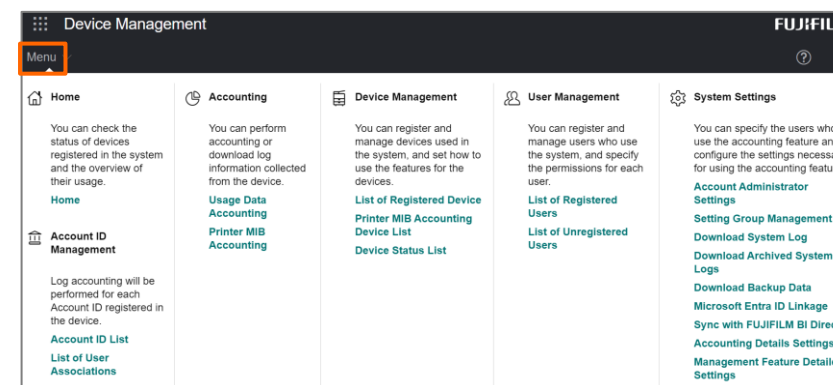 Device Management
FUJIFIL
Menu
Home
You can check the
status of devices
registered in the system
and the overview of
their usage.
Home
Account ID
Management
Log accounting will be
performed for each
Account ID registered in
the device.
Account ID List
List of User
Associations
Accounting
You can perform
accounting or
download log
information collected
from the device.
Usage Data
Accounting
Printer MIB
Accounting
Device Management
You can register and
manage devices used in
the system, and set how to
use the features for the
devices.
List of Registered Device
Printer MIB Accounting
Device List
Device Status List
User Management
You can register and
manage users who use
the system, and specify
the permissions for each
user.
List of Registered
Users
List of Unregistered
Users
System Settings
You can specify the users who
use the accounting feature an
configure the settings necessa
for using the accounting featu
Account Administrator
Settings
Setting Group Management
Download System Log
Download Archived System
Logs
Download Backup Data
Microsoft Entra ID Linkage
Sync with FUJIFILM BI Direc
Accounting Details Settings
Management Feature Details
Settings